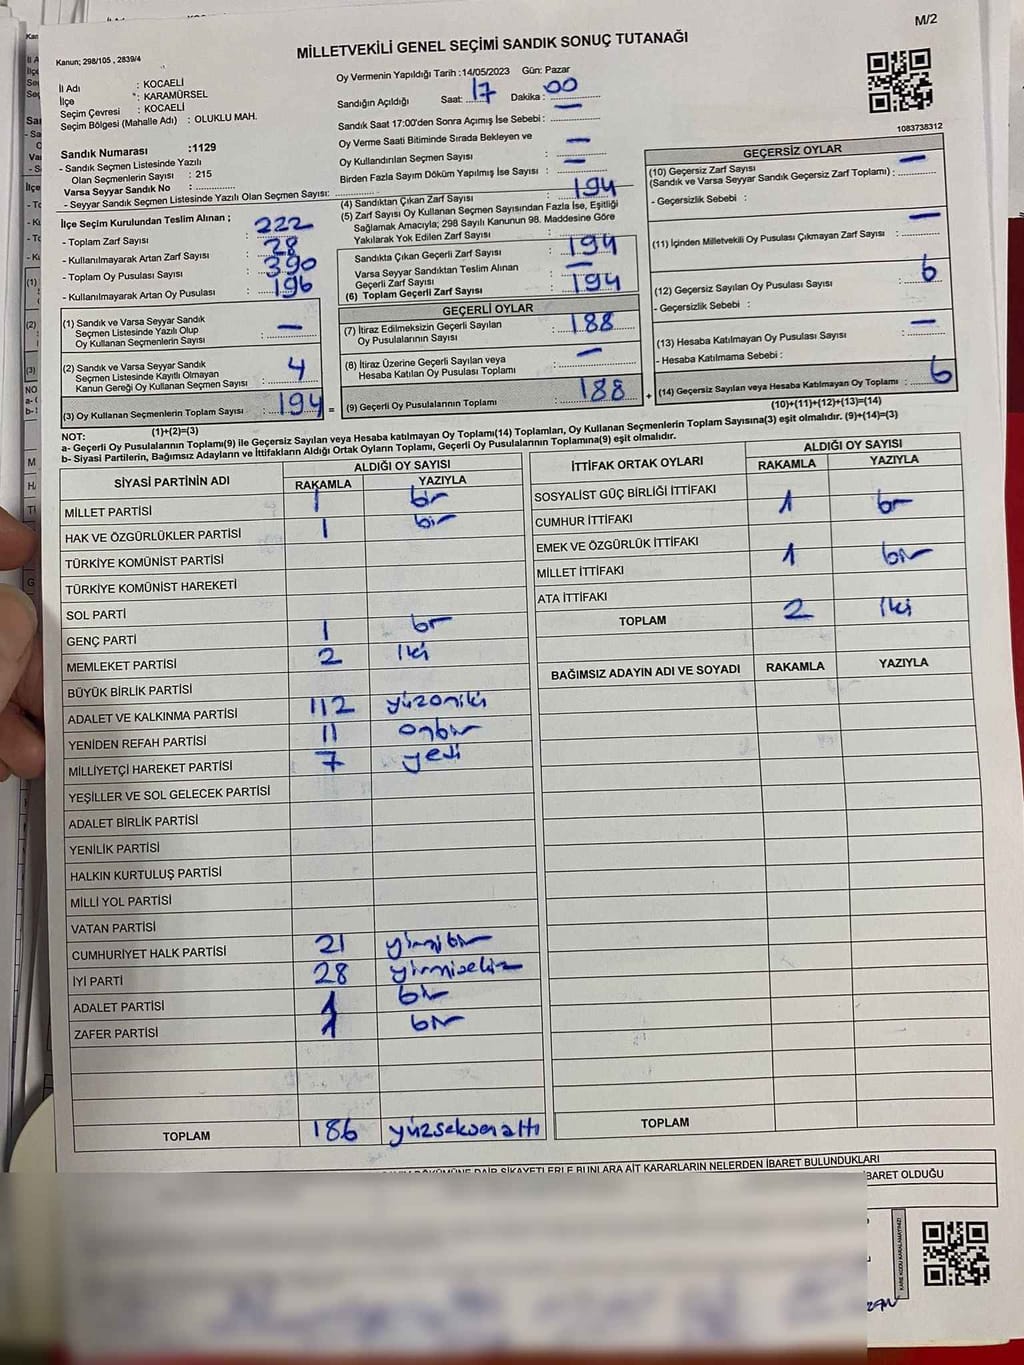 M/2
Kanun; 298/105 , 2839/4
MİLLETVEKİLİ GENEL SEÇİMİ SANDIK SONUÇ TUTANAĞI
İl Adı : KOCAELİ
İlçe : KARAMÜRSEL
Seçim Çevresi : KOCAELİ
Seçim Bölgesi (Mahalle Adı) : OLUKLU MAH.
Oy Vermenin Yapıldığı Tarih :14/05/2023 Gün: Pazar
Sandığın Açıldığı Saat: 17 Dakika : 00
Sandık Saat 17:00'den Sonra Açımış İse Sebebi : —
Oy Verme Saati Bitiminde Sırada Bekleyen ve
Oy Kullandırılan Seçmen Sayısı : —
Birden Fazla Sayım Döküm Yapılmış İse Sayısı : —
1083738312
Sandık Numarası :1129
- Sandık Seçmen Listesinde Yazılı
Olan Seçmenlerin Sayısı : 215
Varsa Seyyar Sandık No :
- Seyyar Sandık Seçmen Listesinde Yazılı Olan Seçmen Sayısı:
İlçe Seçim Kurulundan Teslim Alınan ;
- Toplam Zarf Sayısı : 222
- Kullanılmayarak Artan Zarf Sayısı : 28
- Toplam Oy Pusulası Sayısı : 390
- Kullanılmayarak Artan Oy Pusulası : 196
(1) Sandık ve Varsa Seyyar Sandık
Seçmen Listesinde Yazılı Olup
Oy Kullanan Seçmenlerin Sayısı : —
(2) Sandık ve Varsa Seyyar Sandık
Seçmen Listesinde Kayıtlı Olmayan
Kanun Gereği Oy Kullanan Seçmen Sayısı : 4
(3) Oy Kullanan Seçmenlerin Toplam Sayısı : 194 =
(1)+(2)=(3)
(4) Sandıktan Çıkan Zarf Sayısı : 194
(5) Zarf Sayısı Oy Kullanan Seçmen Sayısından Fazla İse, Eşitliği
Sağlamak Amacıyla; 298 Sayılı Kanunun 98. Maddesine Göre
Yakılarak Yok Edilen Zarf Sayısı :
Sandıkta Çıkan Geçerli Zarf Sayısı : 194
Varsa Seyyar Sandıktan Teslim Alınan
Geçerli Zarf Sayısı : —
(6) Toplam Geçerli Zarf Sayısı : 194
GEÇERLİ OYLAR
(7) İtiraz Edilmeksizin Geçerli Sayılan
Oy Pusulalarının Sayısı : 188
(8) İtiraz Üzerine Geçerli Sayılan veya
Hesaba Katılan Oy Pusulası Toplamı : —
(9) Geçerli Oy Pusulalarının Toplamı : 188 +
GEÇERSİZ OYLAR
(10) Geçersiz Zarf Sayısı
(Sandık ve Varsa Seyyar Sandık Geçersiz Zarf Toplamı) : —
- Geçersizlik Sebebi :
(11) İçinden Milletvekili Oy Pusulası Çıkmayan Zarf Sayısı : —
(12) Geçersiz Sayılan Oy Pusulası Sayısı : 6
- Geçersizlik Sebebi :
(13) Hesaba Katılmayan Oy Pusulası Sayısı : —
- Hesaba Katılmama Sebebi :
(14) Geçersiz Sayılan veya Hesaba Katılmayan Oy Toplamı : 6
(10)+(11)+(12)+(13)=(14)
NOT:
a- Geçerli Oy Pusulalarının Toplamı(9) ile Geçersiz Sayılan veya Hesaba katılmayan Oy Toplamı(14) Toplamları, Oy Kullanan Seçmenlerin Toplam Sayısına(3) eşit olmalıdır. (9)+(14)=(3)
b- Siyasi Partilerin, Bağımsız Adayların ve İttifakların Aldığı Ortak Oyların Toplamı, Geçerli Oy Pusulalarının Toplamına(9) eşit olmalıdır.
SİYASİ PARTİNİN ADI ALDIĞI OY SAYISI
RAKAMLA YAZIYLA
MİLLET PARTİSİ 1 bir
HAK VE ÖZGÜRLÜKLER PARTİSİ 1 bir
TÜRKİYE KOMÜNİST PARTİSİ
TÜRKİYE KOMÜNİST HAREKETİ
SOL PARTİ
GENÇ PARTİ 1 bir
MEMLEKET PARTİSİ 2 iki
BÜYÜK BİRLİK PARTİSİ
ADALET VE KALKINMA PARTİSİ 112 yüzoniki
YENİDEN REFAH PARTİSİ 11 onbir
MİLLİYETÇİ HAREKET PARTİSİ 7 yedi
YEŞİLLER VE SOL GELECEK PARTİSİ
ADALET BİRLİK PARTİSİ
YENİLİK PARTİSİ
HALKIN KURTULUŞ PARTİSİ
MİLLİ YOL PARTİSİ
VATAN PARTİSİ
CUMHURİYET HALK PARTİSİ 21 yirmibir
İYİ PARTİ 28 yirmisekiz
ADALET PARTİSİ 1 bir
ZAFER PARTİSİ 1 bir
TOPLAM 186 yüzseksenaltı
İTTİFAK ORTAK OYLARI ALDIĞI OY SAYISI
RAKAMLA YAZIYLA
SOSYALİST GÜÇ BİRLİĞİ İTTİFAKI
CUMHUR İTTİFAKI 1 bir
EMEK VE ÖZGÜRLÜK İTTİFAKI
MİLLET İTTİFAKI 1 bir
ATA İTTİFAKI
TOPLAM 2 iki
BAĞIMSIZ ADAYIN ADI VE SOYADI RAKAMLA YAZIYLA
TOPLAM
DÖKÜMÜNE DAİR ŞİKAYETLERLE BUNLARA AİT KARARLARIN NELERDEN İBARET BULUNDUKLARI
BARET OLDUĞU
KARE KODU KARALAMAYINIZ!